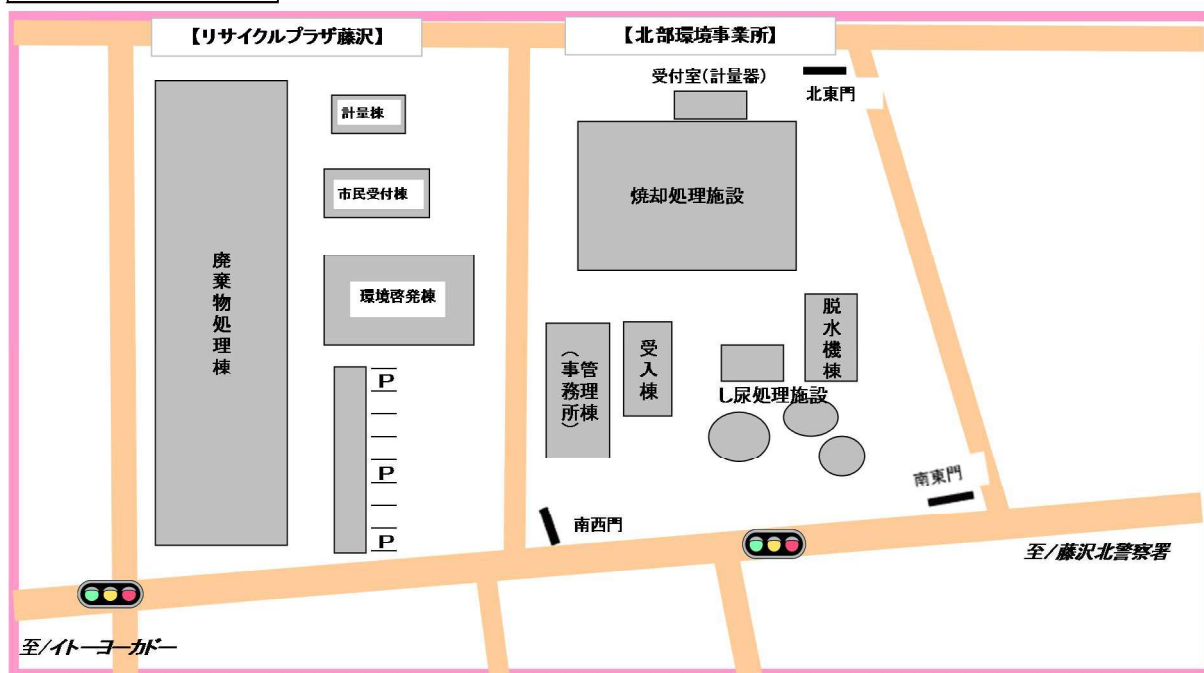 【リサイクルプラザ藤沢】
【北部環境事業所】
受付室(計量器)
北東門
計量棟
市民受付棟
焼却処理施設
廃棄物処理棟
環境啓発棟
脱水機棟
管理棟
(事務所)
受入棟
し尿処理施設
P
P
P
南東門
南西門
至/藤沢北警察署
至/イトーヨーカドー